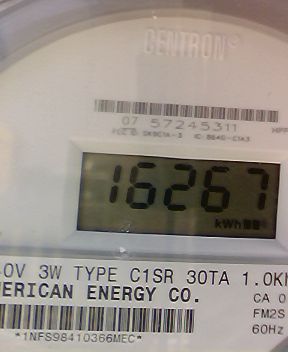 CENTRON®
07 57245311
16267
kWh
0V 3W TYPE C1SR 30TA 1.0K
ERICAN ENERGY CO.
CA 0
FM2S
60Hz
*1NFS98410366MEC*